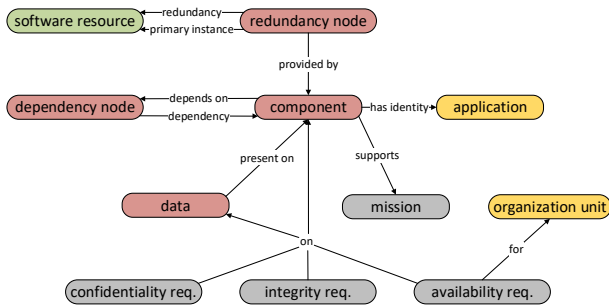 software resource
redundancy
primary instance
redundancy node
provided by
dependency node
depends on
dependency
component
has identity
application
present on
supports
data
mission
organization unit
on
for
confidentiality req.
integrity req.
availability req.